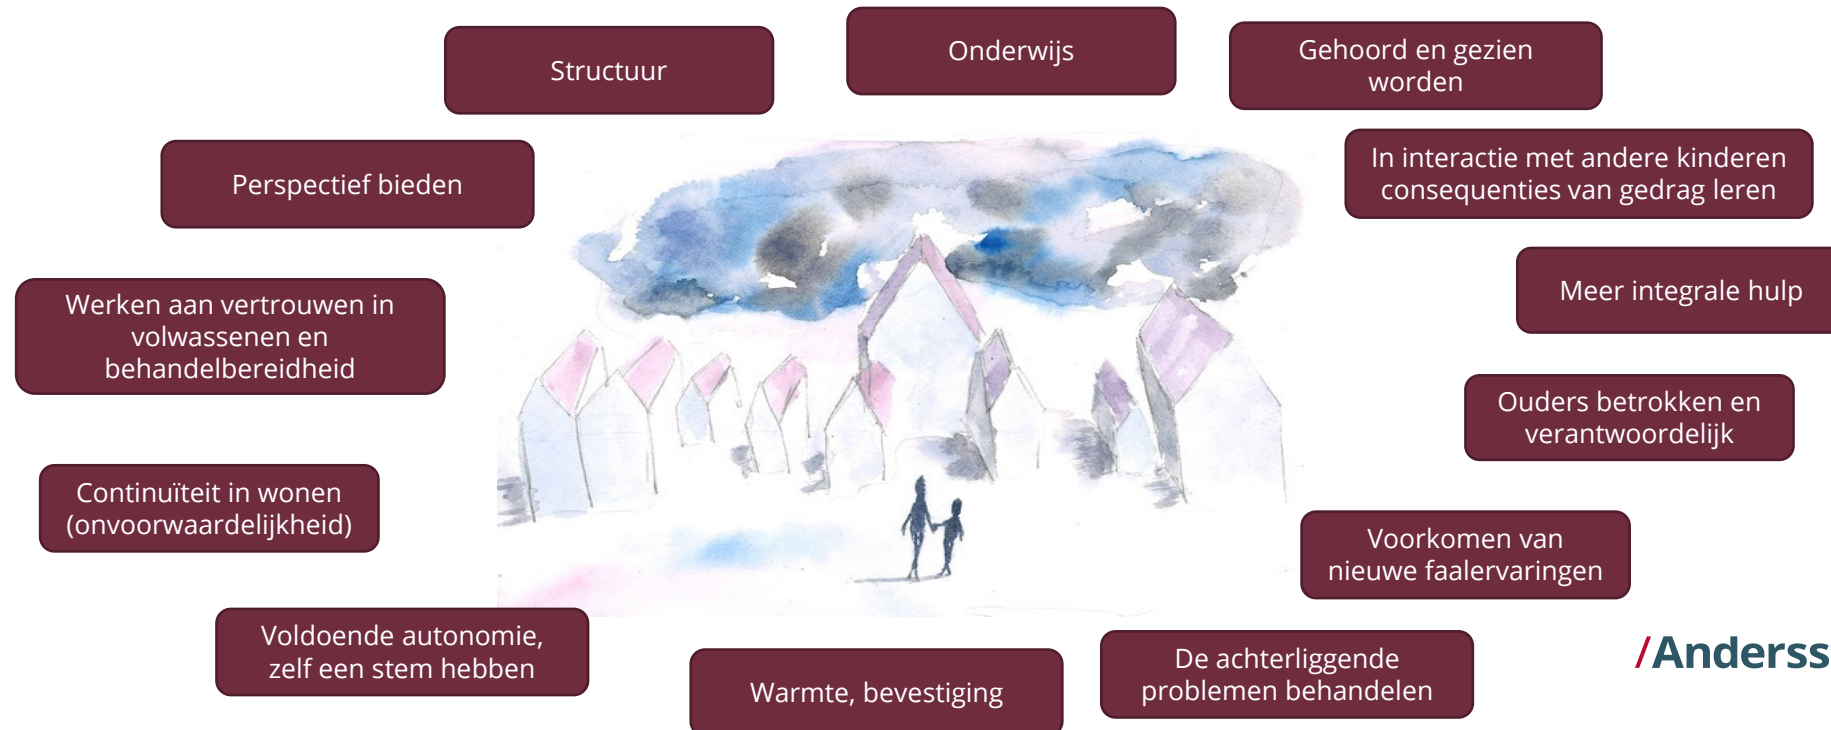 Structuur
Onderwijs
Gehoord en gezien
worden
Perspectief bieden
In interactie met andere kinderen
consequenties van gedrag leren
Werken aan vertrouwen in
volwassenen en
behandelbereidheid
Meer integrale hulp
Ouders betrokken en
verantwoordelijk
Continuïteit in wonen
(onvoorwaardelijkheid)
Voorkomen van
nieuwe faalervaringen
Voldoende autonomie,
zelf een stem hebben
Warmte, bevestiging
De achterliggende
problemen behandelen
/Anderss